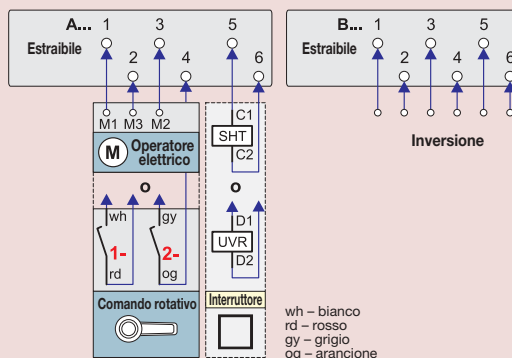 A... 1 3 5
Estraibile
2 4 6
B... 1 3 5
Estraibile
2 4 6
Inversione
M1 M3 M2
M
Operatore
elettrico
C1
SHT
C2
o
o
wh
gy
1-
2-
rd
og
D1
UVR
D2
Comando rotativo
Interruttore
wh – bianco
rd – rosso
gy – grigio
og – arancione